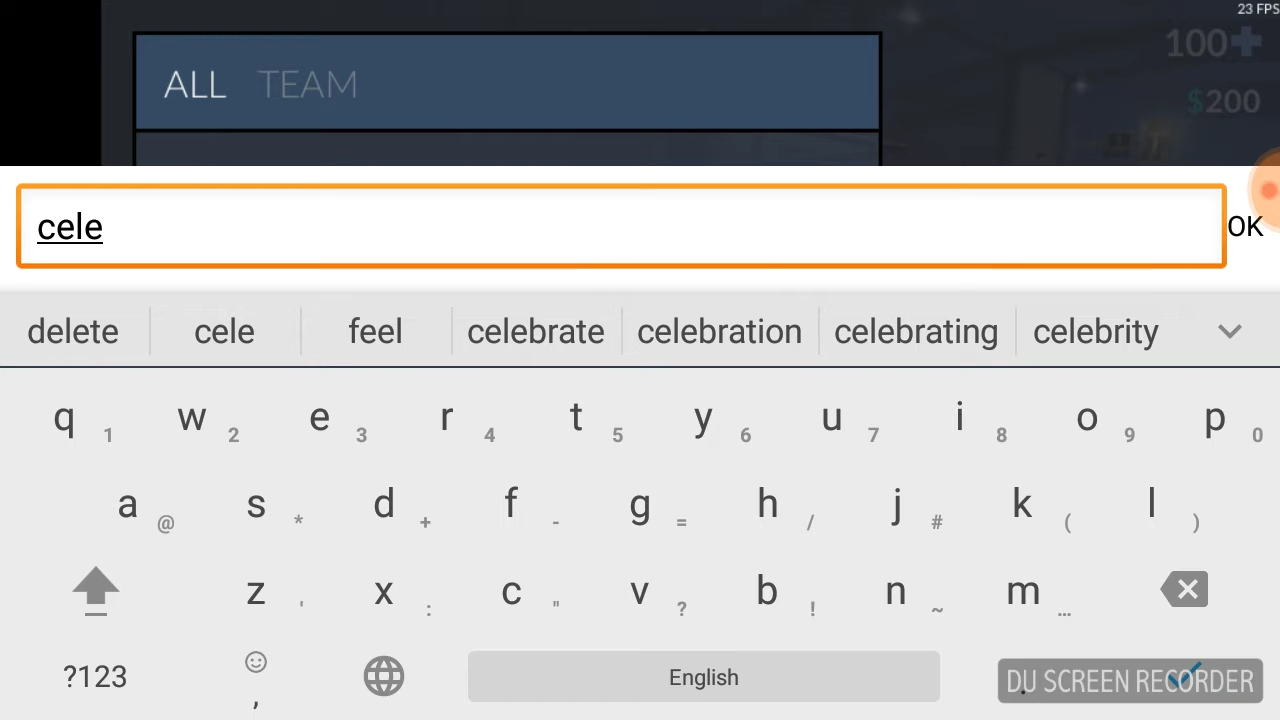 23 FPS
100
ALL TEAM
$200
cele
OK
delete cele feel celebrate celebration celebrating celebrity
q 1 w 2 e 3 r 4 t 5 y 6 u 7 i 8 o 9 p 0
a @ s * d + f - g = h / j # k ( l )
z ' x : c " v ? b ! n ~ m …
?123 , English .
DU SCREEN RECORDER